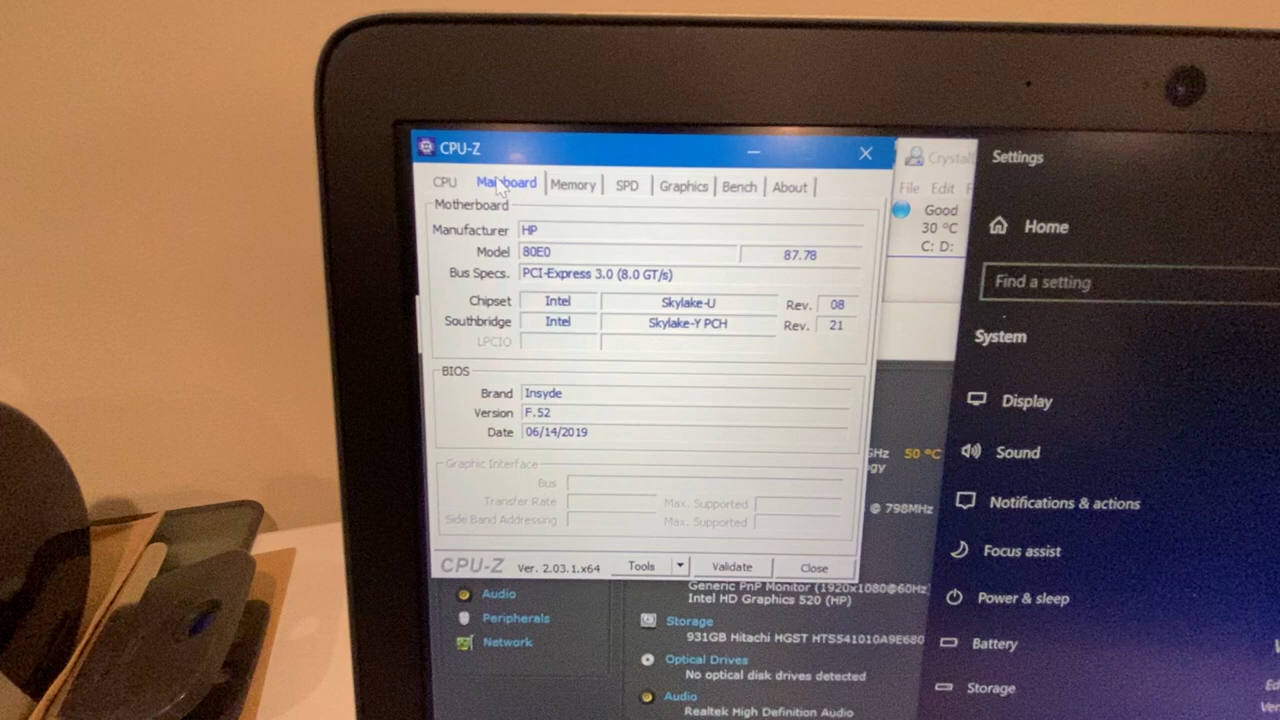 CPU-Z
CPU Mainboard Memory SPD Graphics Bench About
Motherboard
Manufacturer HP
Model 80E0 87.78
Bus Specs. PCI-Express 3.0 (8.0 GT/s)
Chipset Intel Skylake-U Rev. 08
Southbridge Intel Skylake-Y PCH Rev. 21
LPCIO
BIOS
Brand Insyde
Version F.52
Date 06/14/2019
Graphic Interface
Bus
Transfer Rate Max. Supported
Side Band Addressing Max. Supported
CPU-Z Ver. 2.03.1.x64 Tools Validate Close
File Edit
Good
30 °C
C: D:
50 °C
@ 798MHz
Audio
Peripherals
Network
Generic PnP Monitor (1920x1080@60Hz)
Intel HD Graphics 520 (HP)
Storage
931GB Hitachi HGST HTS541010A9E680
Optical Drives
No optical disk drives detected
Audio
Realtek High Definition Audio
Settings
Home
Find a setting
System
Display
Sound
Notifications & actions
Focus assist
Power & sleep
Battery
Storage